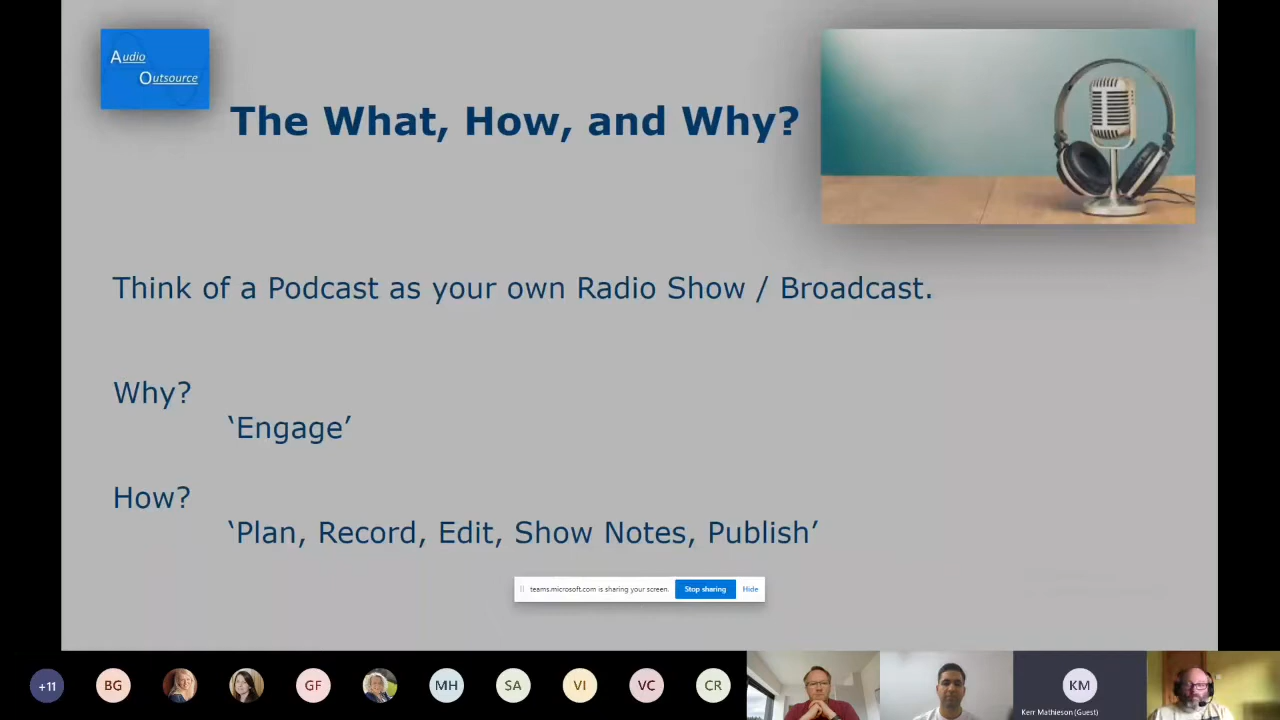 Audio
Outsource
The What, How, and Why?
Think of a Podcast as your own Radio Show / Broadcast.
Why?
‘Engage’
How?
‘Plan, Record, Edit, Show Notes, Publish’
teams.microsoft.com is sharing your screen.
Stop sharing
Hide
+11
BG
GF
MH
SA
VI
VC
CR
KM
Kerr Mathieson (Guest)